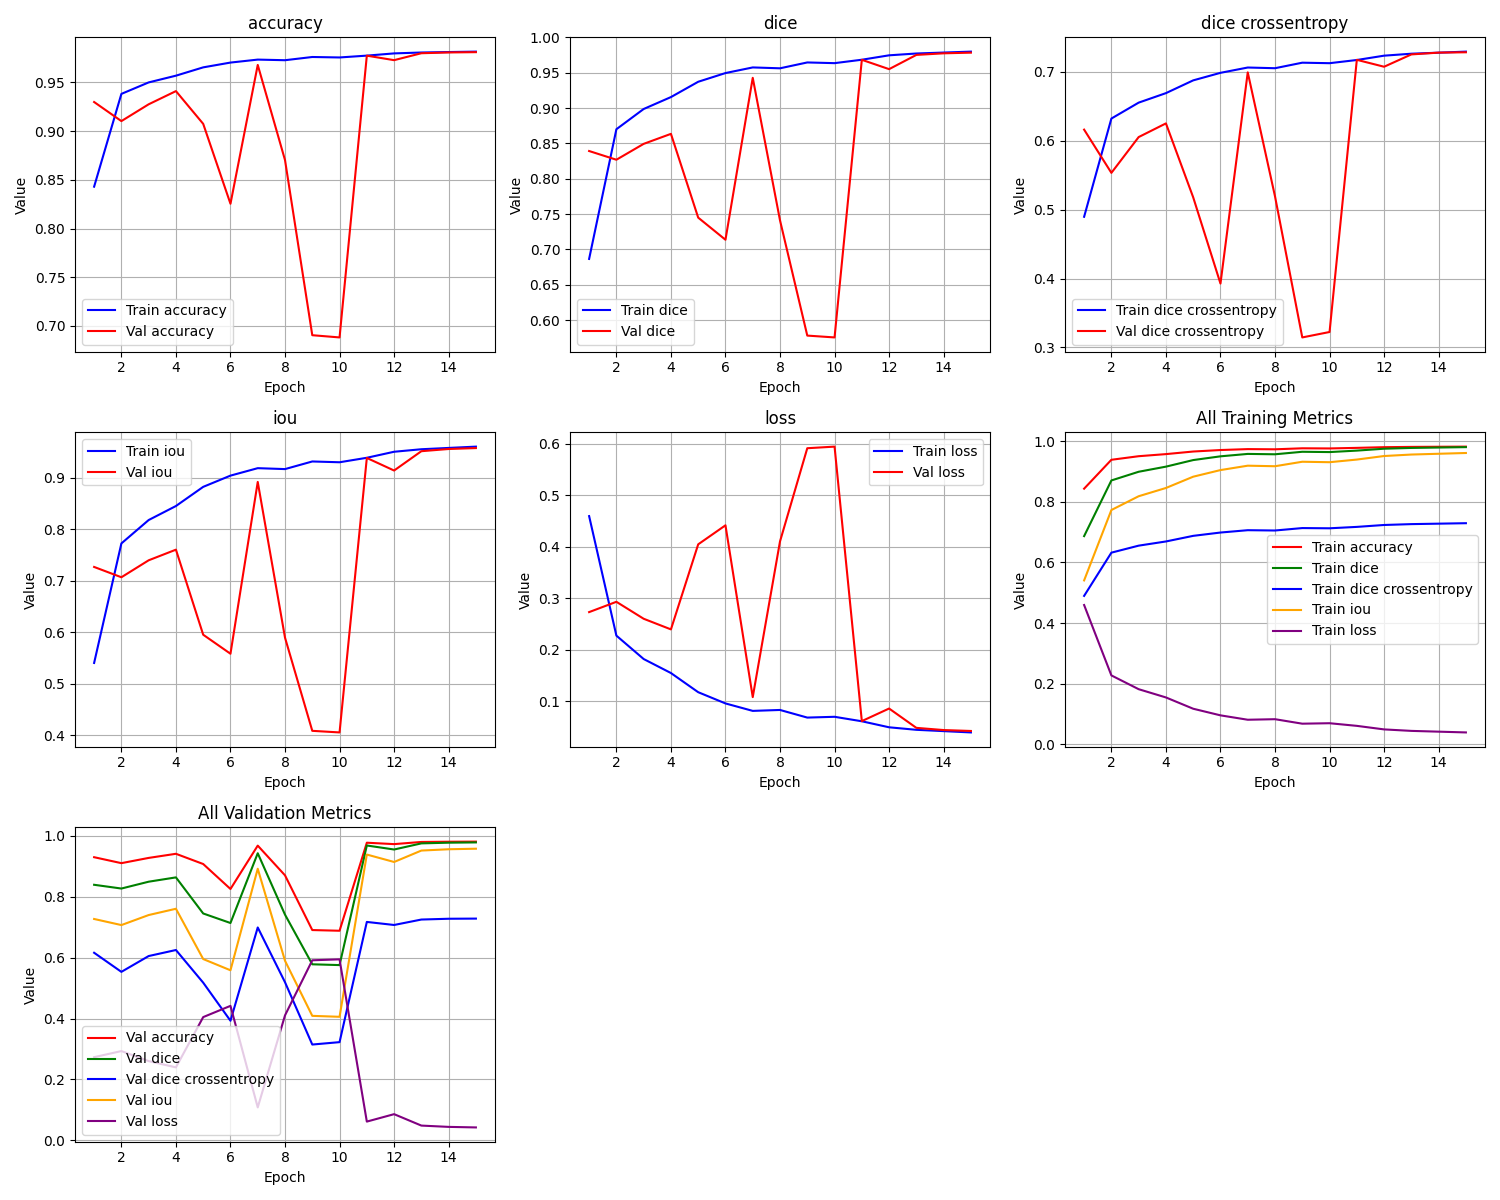 accuracy
0.95
0.90
0.85
0.80
0.75
0.70
Value
Train accuracy
Val accuracy
2 4 6 8 10 12 14
Epoch
dice
1.00
0.95
0.90
0.85
0.80
0.75
0.70
0.65
0.60
Value
Train dice
Val dice
2 4 6 8 10 12 14
Epoch
dice crossentropy
0.7
0.6
0.5
0.4
0.3
Value
Train dice crossentropy
Val dice crossentropy
2 4 6 8 10 12 14
Epoch
iou
0.9
0.8
0.7
0.6
0.5
0.4
Value
Train iou
Val iou
2 4 6 8 10 12 14
Epoch
loss
0.6
0.5
0.4
0.3
0.2
0.1
Value
Train loss
Val loss
2 4 6 8 10 12 14
Epoch
All Training Metrics
1.0
0.8
0.6
0.4
0.2
0.0
Value
Train accuracy
Train dice
Train dice crossentropy
Train iou
Train loss
2 4 6 8 10 12 14
Epoch
All Validation Metrics
1.0
0.8
0.6
0.4
0.2
0.0
Value
Val accuracy
Val dice
Val dice crossentropy
Val iou
Val loss
2 4 6 8 10 12 14
Epoch